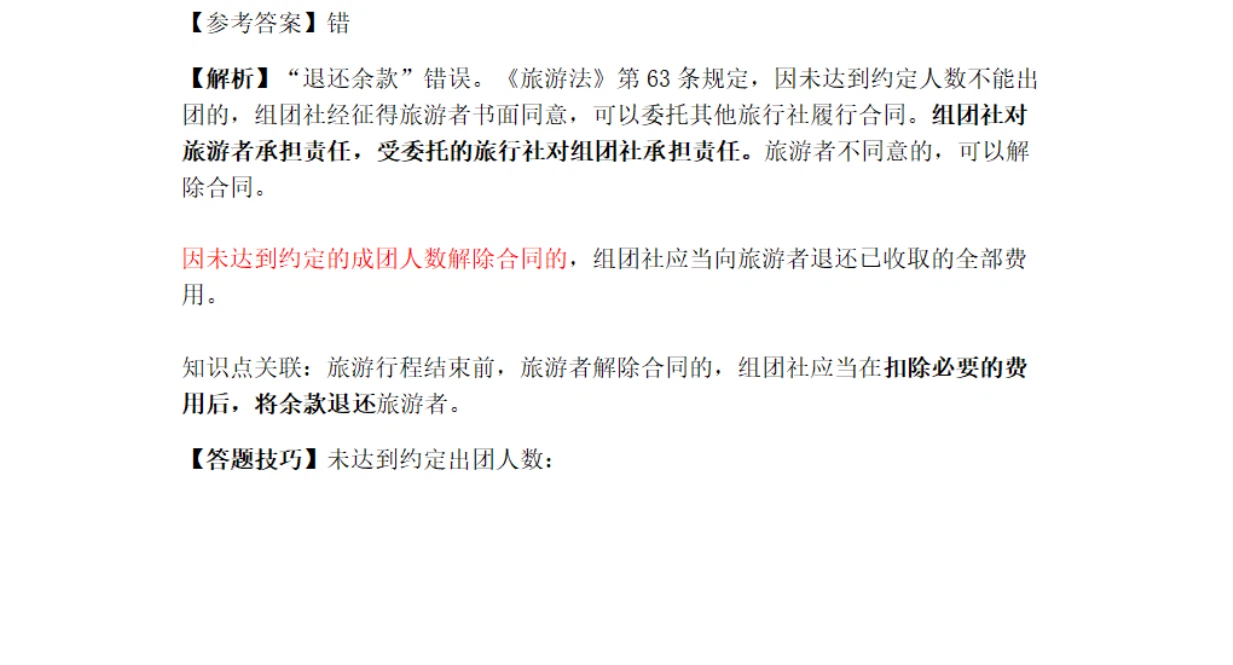 【参考答案】错
【解析】“退还余款”错误。《旅游法》第 63 条规定，因未达到约定人数不能出
团的，组团社经征得旅游者书面同意，可以委托其他旅行社履行合同。组团社对
旅游者承担责任，受委托的旅行社对组团社承担责任。旅游者不同意的，可以解
除合同。
因未达到约定的成团人数解除合同的，组团社应当向旅游者退还已收取的全部费
用。
知识点关联：旅游行程结束前，旅游者解除合同的，组团社应当在扣除必要的费
用后，将余款退还旅游者。
【答题技巧】未达到约定出团人数：